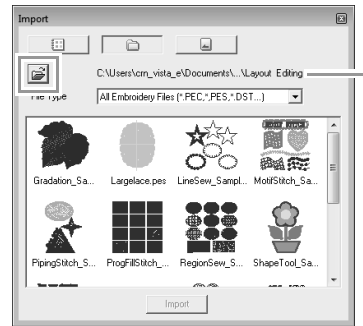 Import
C:\Users\crn_vista_e\Documents\...\Layout Editing
File Type
All Embroidery Files (*.PEC,*.PES,*.DST...)
Gradation_Sa...
Largelace.pes
LineSew_Sampl...
MotifStitch_Sa...
PipingStitch_S...
ProgFillStitch_...
RegionSew_S...
ShapeTool_Sa...
Import